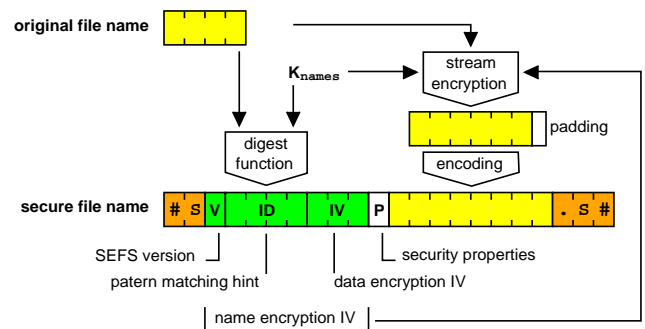 original file name
stream
encryption
K names
padding
digest
function
encoding
secure file name
# S V ID IV P . S #
SEFS version
security properties
patern matching hint
data encryption IV
name encryption IV